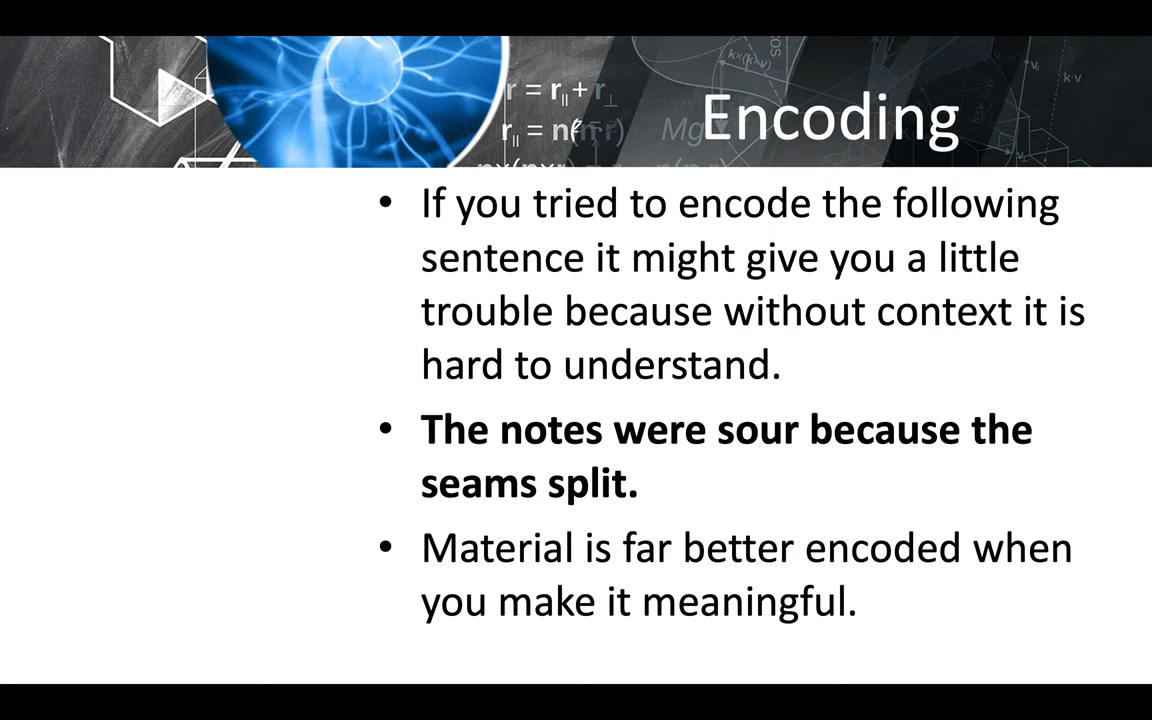 r = r|| + r⊥
r|| = n(n·r)
Encoding
k×(k×v)
k·v
• If you tried to encode the following
sentence it might give you a little
trouble because without context it is
hard to understand.
• The notes were sour because the
seams split.
• Material is far better encoded when
you make it meaningful.